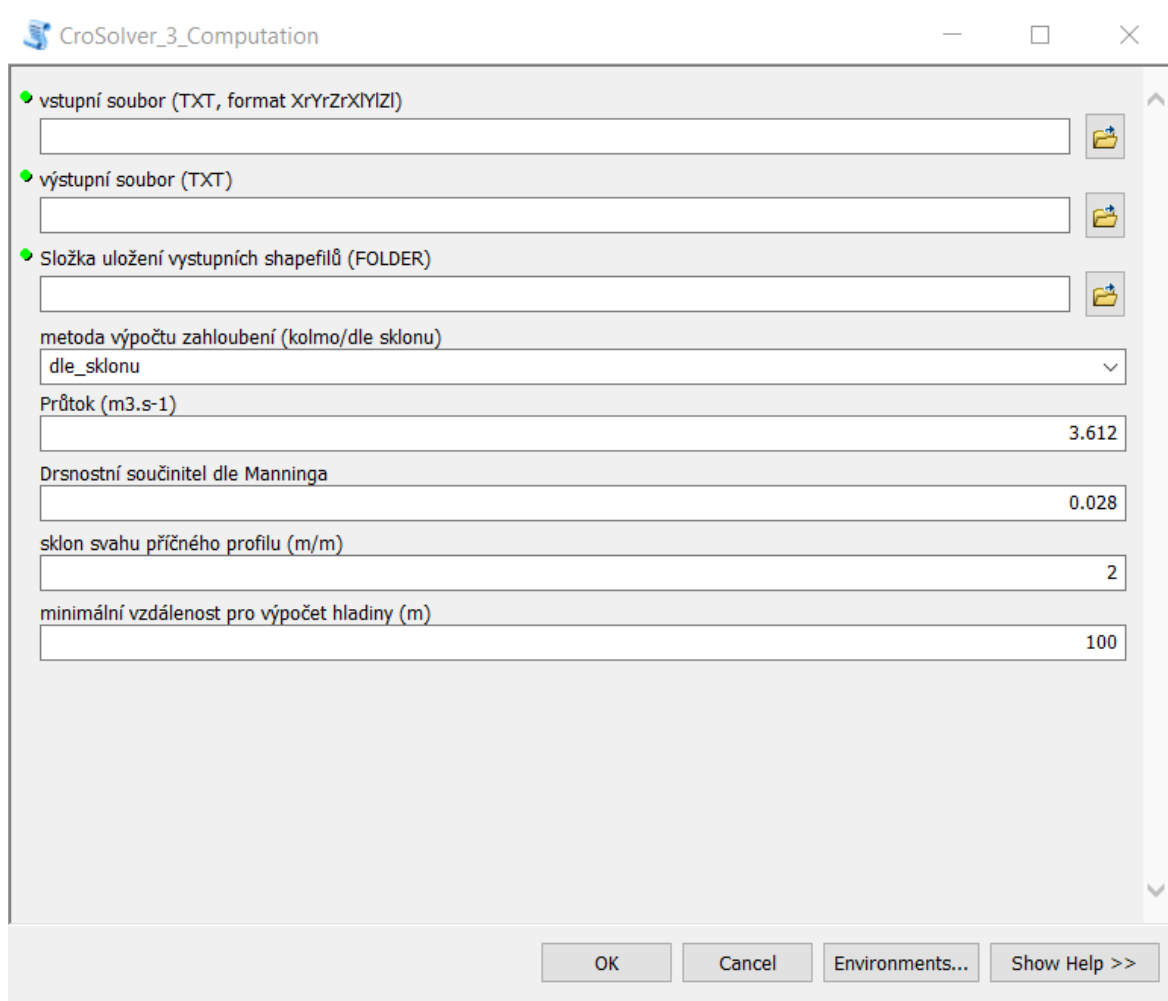 CroSolver_3_Computation
vstupní soubor (TXT, format XrYrZrXlYlZl)
výstupní soubor (TXT)
Složka uložení vystupních shapefilů (FOLDER)
metoda výpočtu zahloubení (kolmo/dle sklonu)
dle_sklonu
Průtok (m3.s-1)
3.612
Drsnostní součinitel dle Manninga
0.028
sklon svahu příčného profilu (m/m)
2
minimální vzdálenost pro výpočet hladiny (m)
100
OK Cancel Environments... Show Help >>